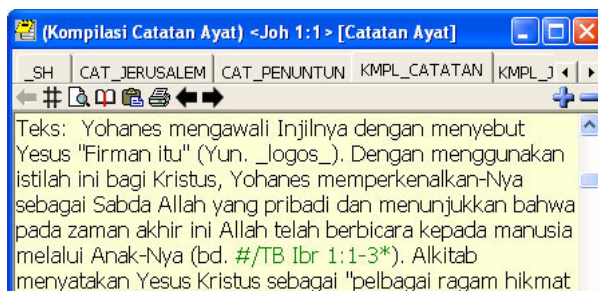 (Kompilasi Catatan Ayat) <Joh 1:1> [Catatan Ayat]
_SH CAT_JERUSALEM CAT_PENUNTUN KMPL_CATATAN KMPL_J
Teks: Yohanes mengawali Injilnya dengan menyebut
Yesus "Firman itu" (Yun. _logos_). Dengan menggunakan
istilah ini bagi Kristus, Yohanes memperkenalkan-Nya
sebagai Sabda Allah yang pribadi dan menunjukkan bahwa
pada zaman akhir ini Allah telah berbicara kepada manusia
melalui Anak-Nya (bd. #/TB Ibr 1:1-3*). Alkitab
menyatakan Yesus Kristus sebagai "pelbagai ragam hikmat